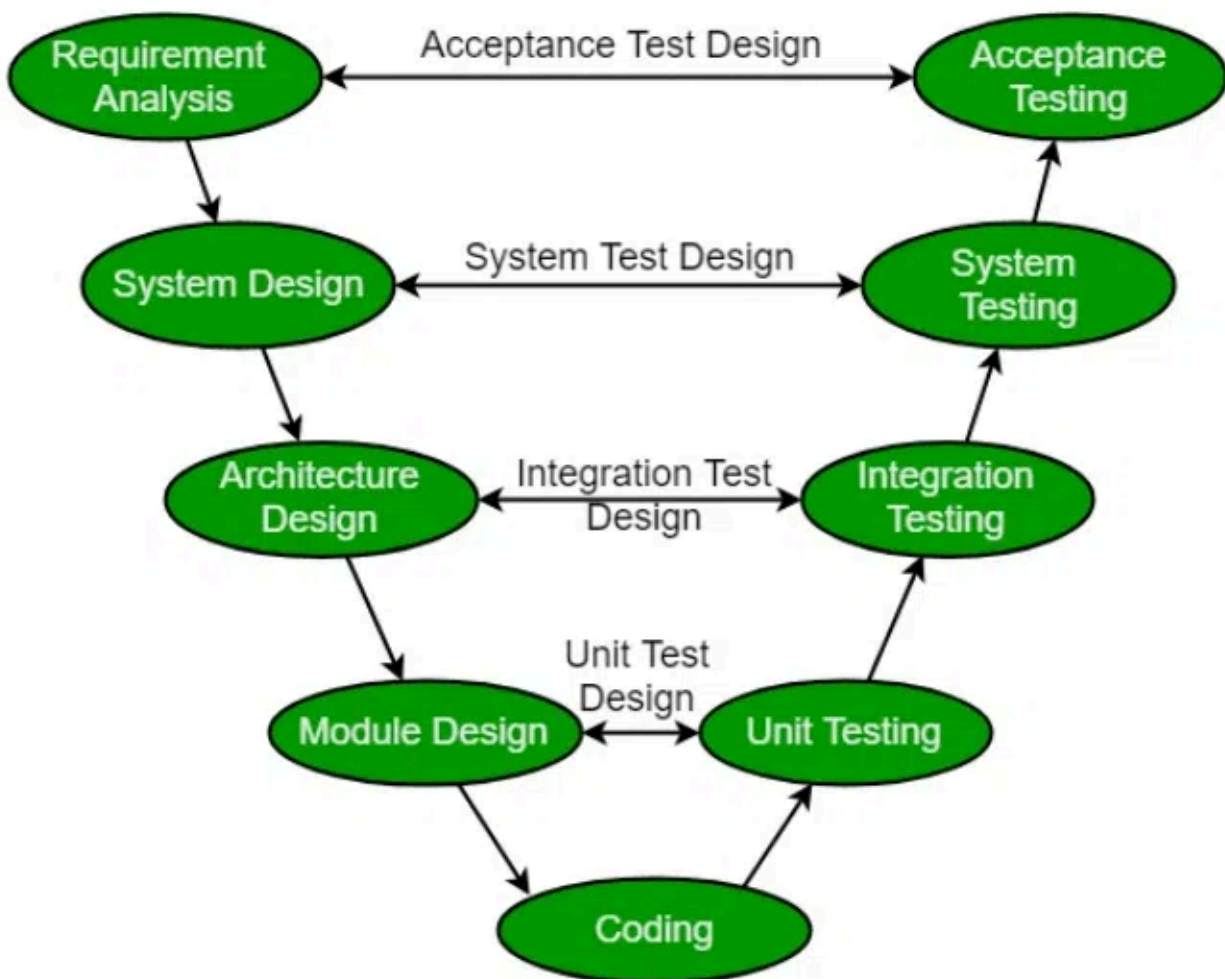 Requirement
Analysis
Acceptance Test Design
Acceptance
Testing
System Design
System Test Design
System
Testing
Architecture
Design
Integration Test
Design
Integration
Testing
Module Design
Unit Test
Design
Unit Testing
Coding